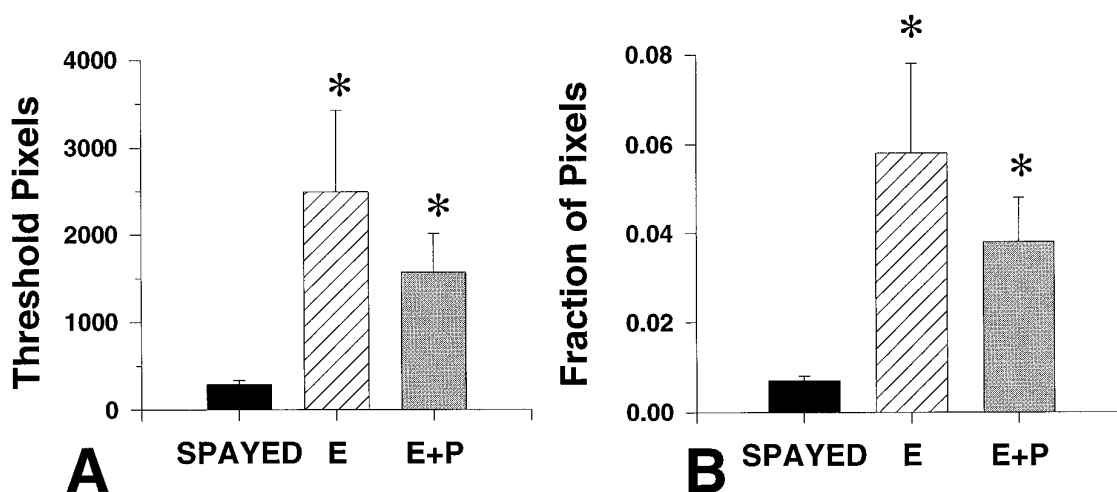 Threshold Pixels
4000
3000
2000
1000
0
*
*
SPAYED E E+P
A
Fraction of Pixels
0.08
0.06
0.04
0.02
0.00
*
*
SPAYED E E+P
B